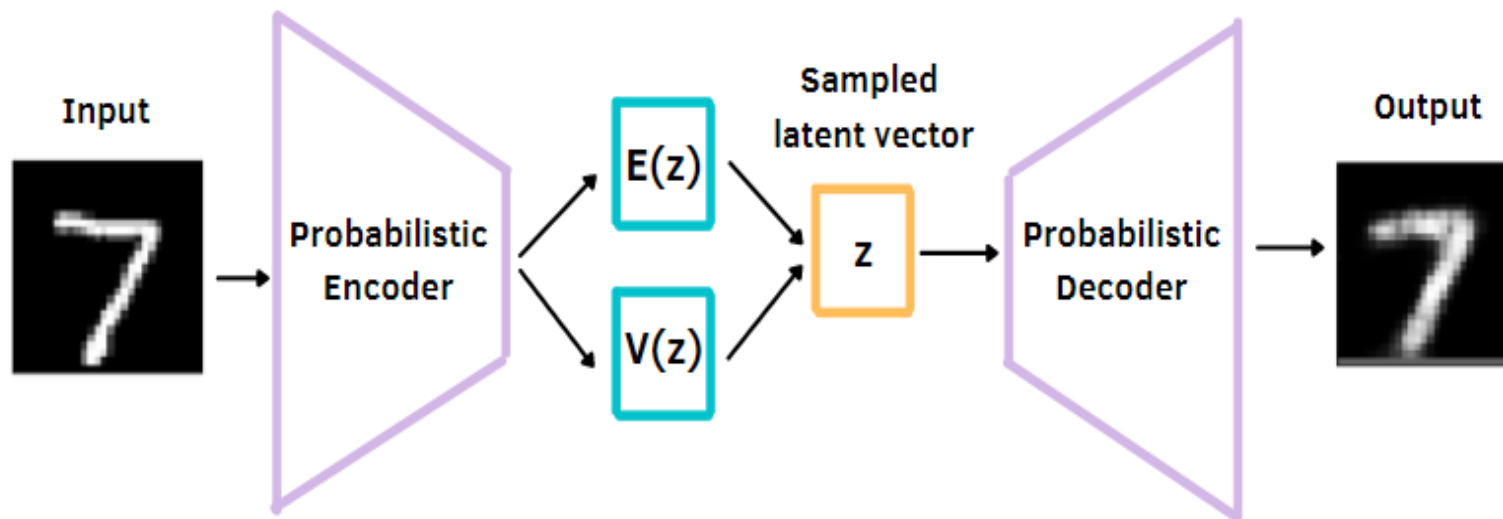 Input
Probabilistic
Encoder
E(z)
V(z)
Sampled
latent vector
z
Probabilistic
Decoder
Output